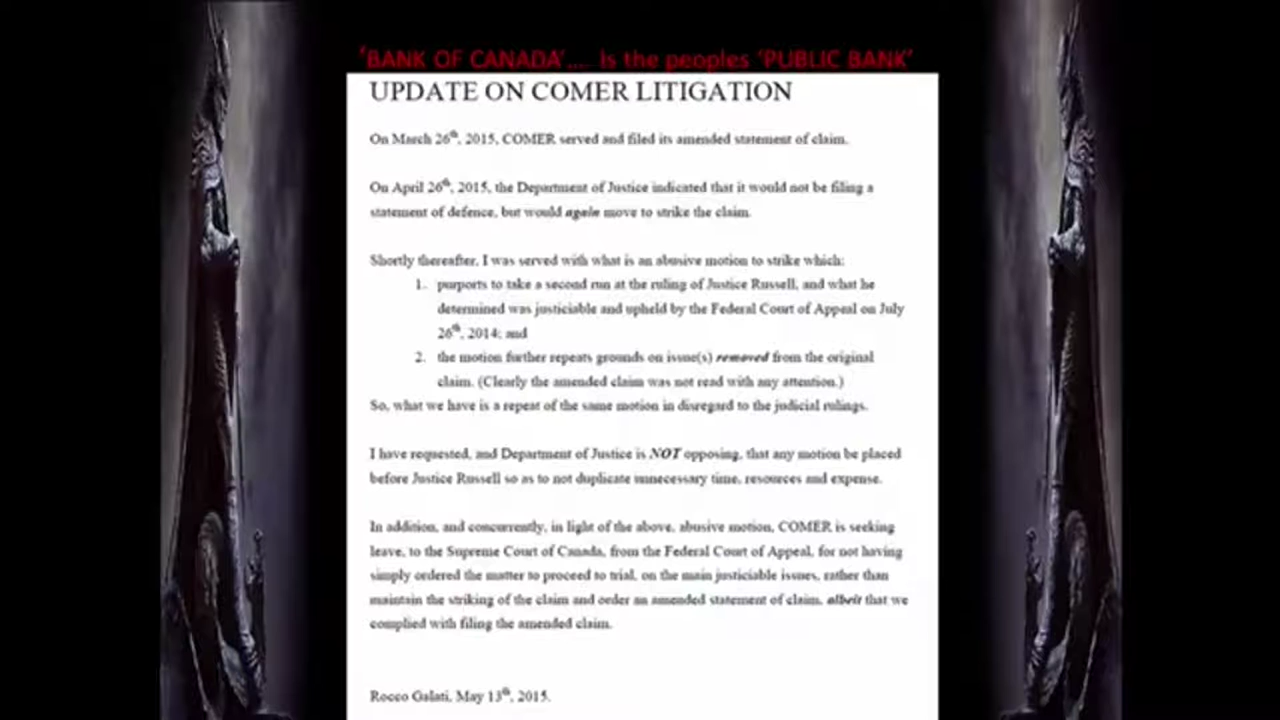 ‘BANK OF CANADA’.... Is the peoples ‘PUBLIC BANK’
UPDATE ON COMER LITIGATION
On March 26th, 2015, COMER served and filed its amended statement of claim.
On April 26th, 2015, the Department of Justice indicated that it would not be filing a
statement of defence, but would again move to strike the claim.
Shortly thereafter, I was served with what is an abusive motion to strike which:
1. purports to take a second run at the ruling of Justice Russell, and what he
determined was justiciable and upheld by the Federal Court of Appeal on July
26th, 2014; and
2. the motion further repeats grounds on issue(s) removed from the original
claim. (Clearly the amended claim was not read with any attention.)
So, what we have is a repeat of the same motion in disregard to the judicial rulings.
I have requested, and Department of Justice is NOT opposing, that any motion be placed
before Justice Russell so as to not duplicate unnecessary time, resources and expense.
In addition, and concurrently, in light of the above, abusive motion, COMER is seeking
leave, to the Supreme Court of Canada, from the Federal Court of Appeal, for not having
simply ordered the matter to proceed to trial, on the main justiciable issues, rather than
maintain the striking of the claim and order an amended statement of claim, albeit that we
complied with filing the amended claim.
Rocco Galati, May 13th, 2015.